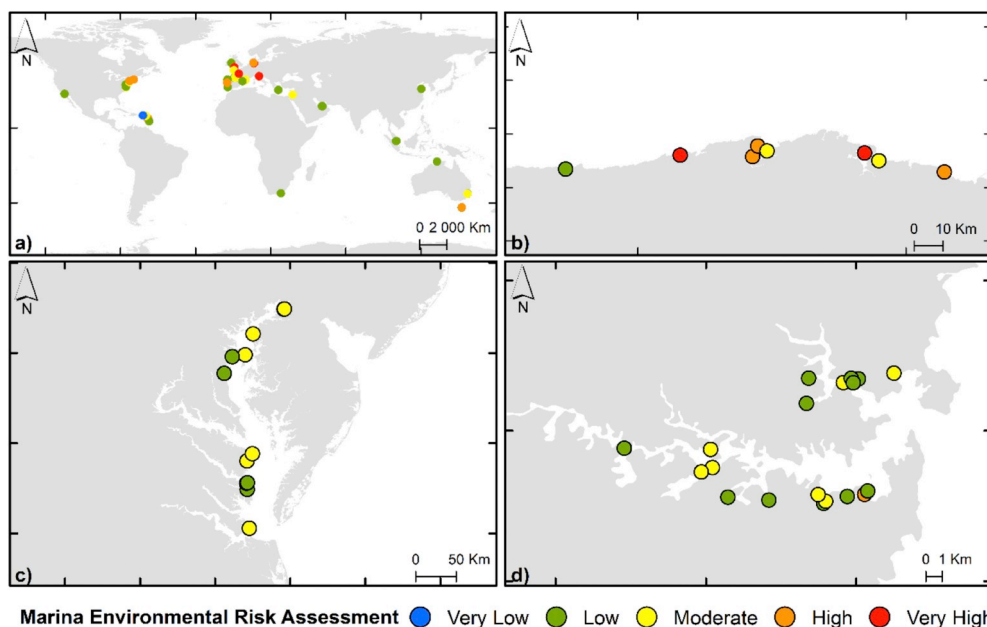 N
a)
0 2 000 Km
N
b)
0 10 Km
N
c)
0 50 Km
N
d)
0 1 Km
Marina Environmental Risk Assessment Very Low Low Moderate High Very High